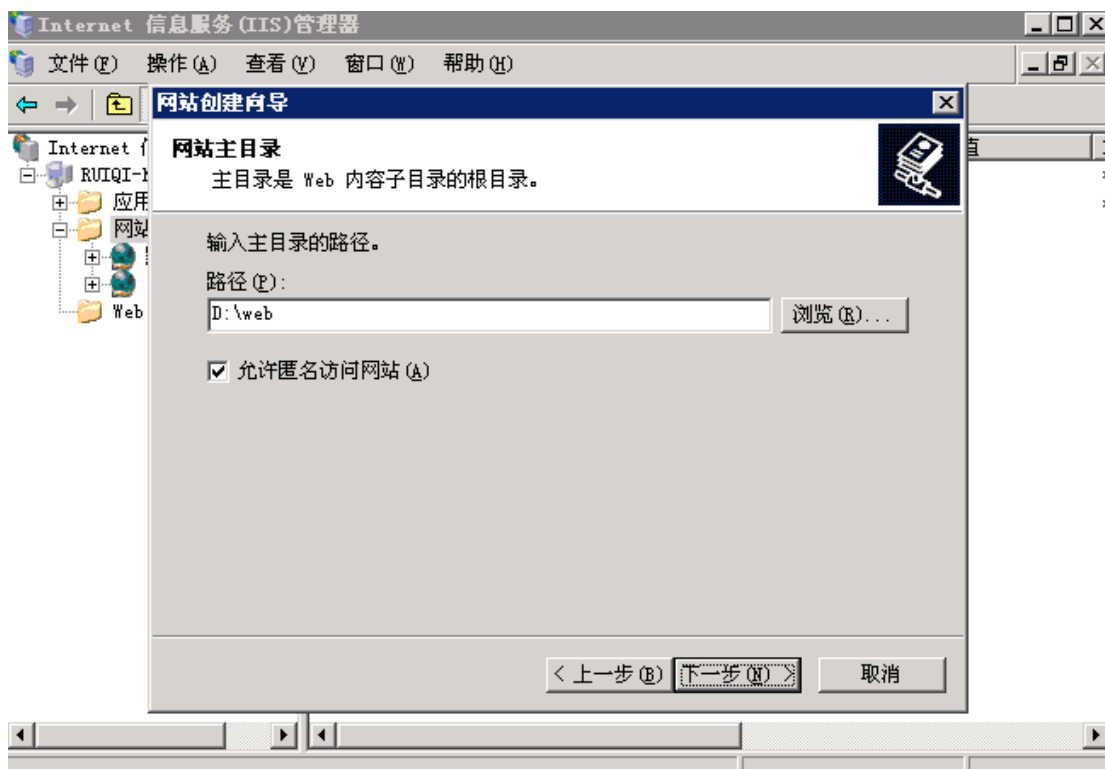 Internet 信息服务(IIS)管理器
文件(F) 操作(A) 查看(V) 窗口(W) 帮助(H)
网站创建向导
网站主目录
主目录是 Web 内容子目录的根目录。
Internet
RUIQI-
应用
网站
Web
值
输入主目录的路径。
路径(P):
D:\web
浏览(R)...
允许匿名访问网站(A)
< 上一步(B) 下一步(N) > 取消